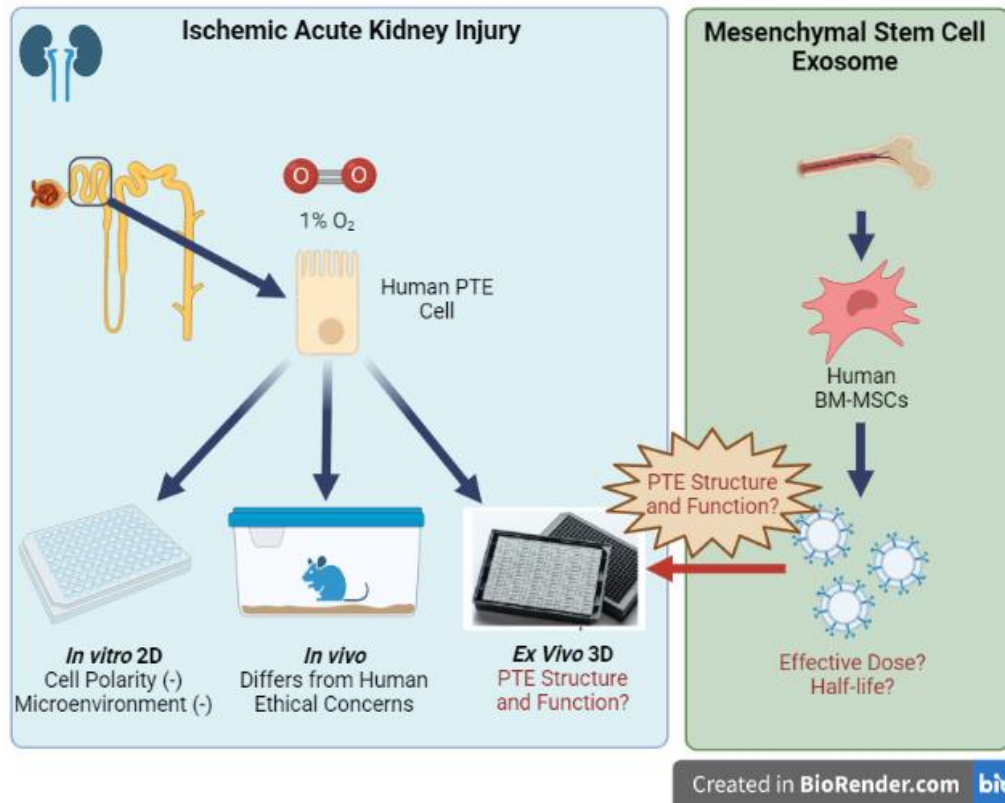 Ischemic Acute Kidney Injury
O O
1% O₂
Human PTE
Cell
In vitro 2D
Cell Polarity (-)
Microenvironment (-)
In vivo
Differs from Human
Ethical Concerns
Ex Vivo 3D
PTE Structure
and Function?
Mesenchymal Stem Cell
Exosome
Human
BM-MSCs
PTE Structure
and Function?
Effective Dose?
Half-life?
Created in BioRender.com bio